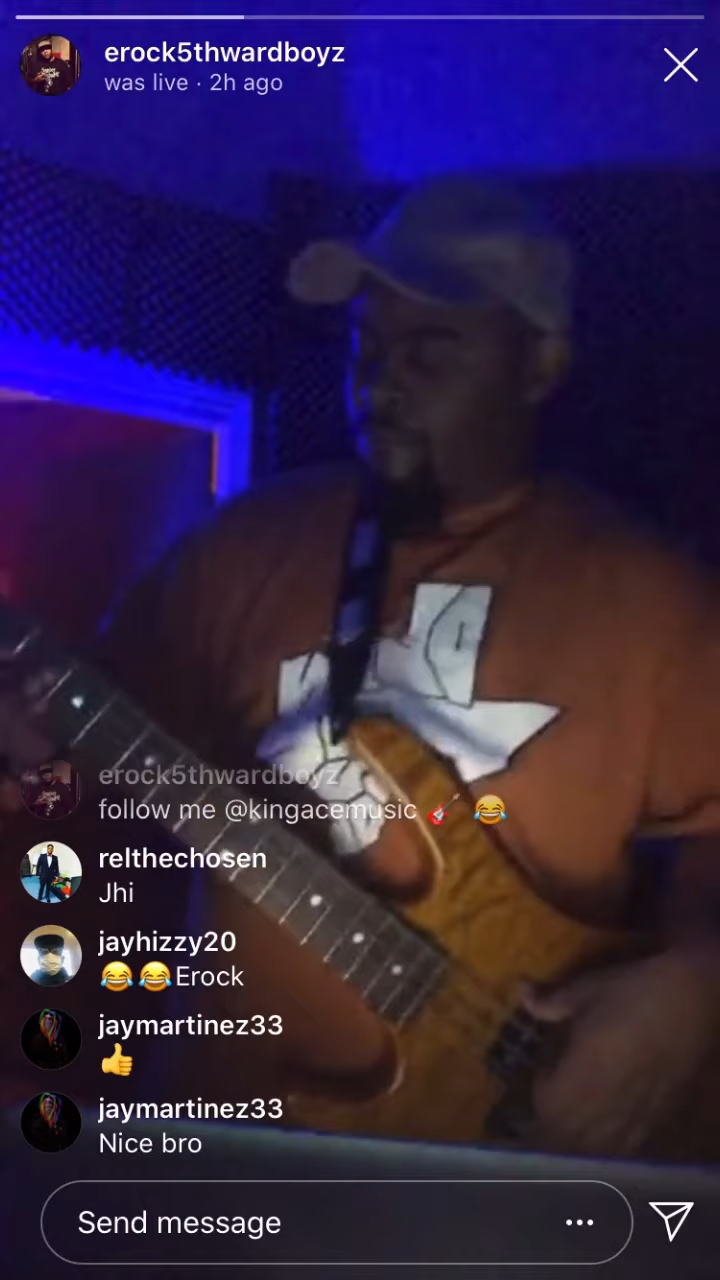 erock5thwardboyz
was live · 2h ago
erock5thwardboyz
follow me @kingacemusic 🎸 😂
relthechosen
Jhi
jayhizzy20
😂😂Erock
jaymartinez33
👍
jaymartinez33
Nice bro
Send message